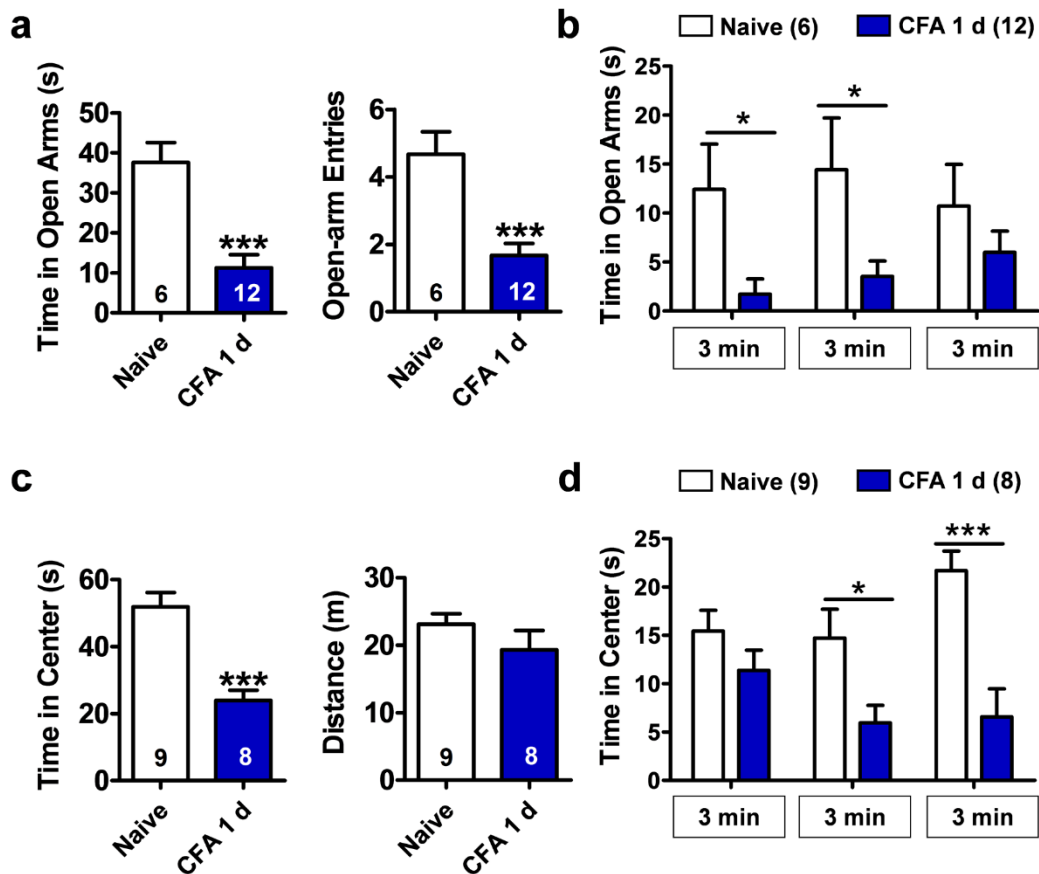 a
Time in Open Arms (s)
50
40
30
20
10
0
***
6
12
Naive
CFA 1 d
Open-arm Entries
6
4
2
0
***
6
12
Naive
CFA 1 d
b
Naive (6)
CFA 1 d (12)
Time in Open Arms (s)
25
20
15
10
5
0
*
*
3 min
3 min
3 min
c
Time in Center (s)
60
40
20
0
***
9
8
Naive
CFA 1 d
Distance (m)
30
20
10
0
9
8
Naive
CFA 1 d
d
Naive (9)
CFA 1 d (8)
Time in Center (s)
25
20
15
10
5
0
*
***
3 min
3 min
3 min